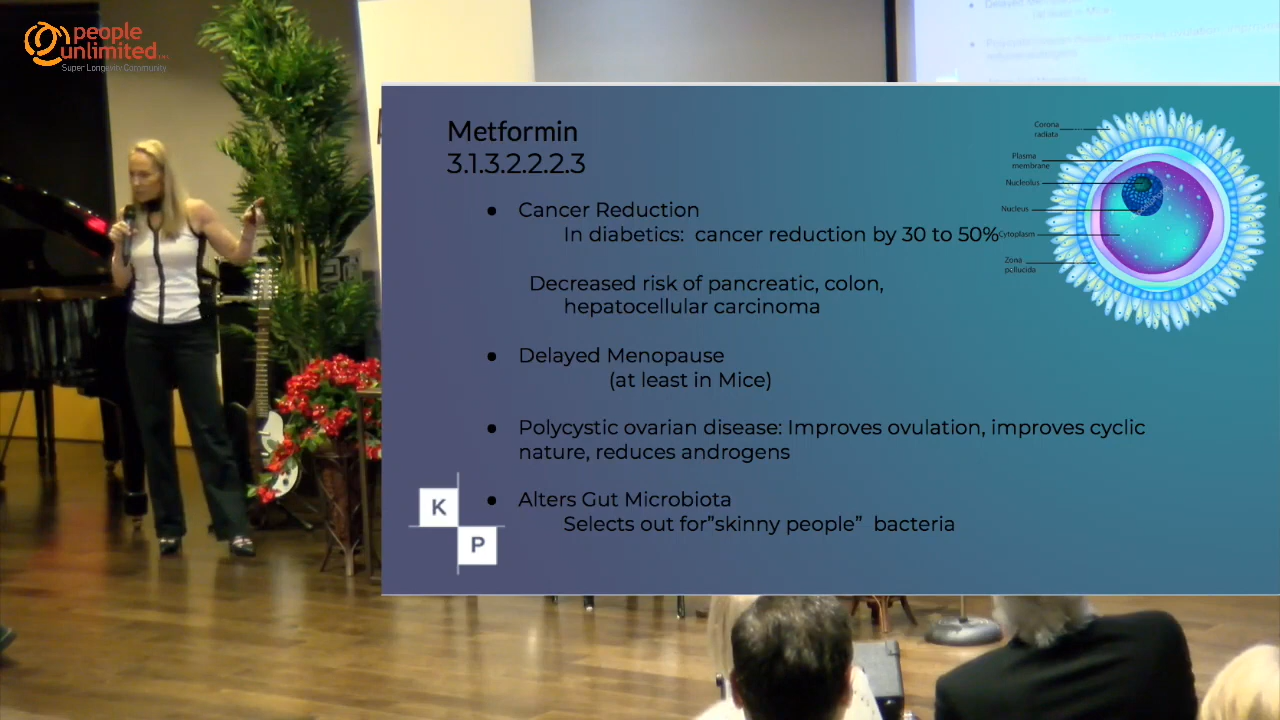 people
unlimited INC.
Super Longevity Community
Metformin
3.1.3.2.2.2.3
● Cancer Reduction
In diabetics: cancer reduction by 30 to 50%
Decreased risk of pancreatic, colon,
hepatocellular carcinoma
● Delayed Menopause
(at least in Mice)
● Polycystic ovarian disease: Improves ovulation, improves cyclic
nature, reduces androgens
● Alters Gut Microbiota
Selects out for”skinny people” bacteria
Corona
radiata
Plasma
membrane
Nucleolus
Nucleus
Cytoplasm
Zona
pellucida
K
P